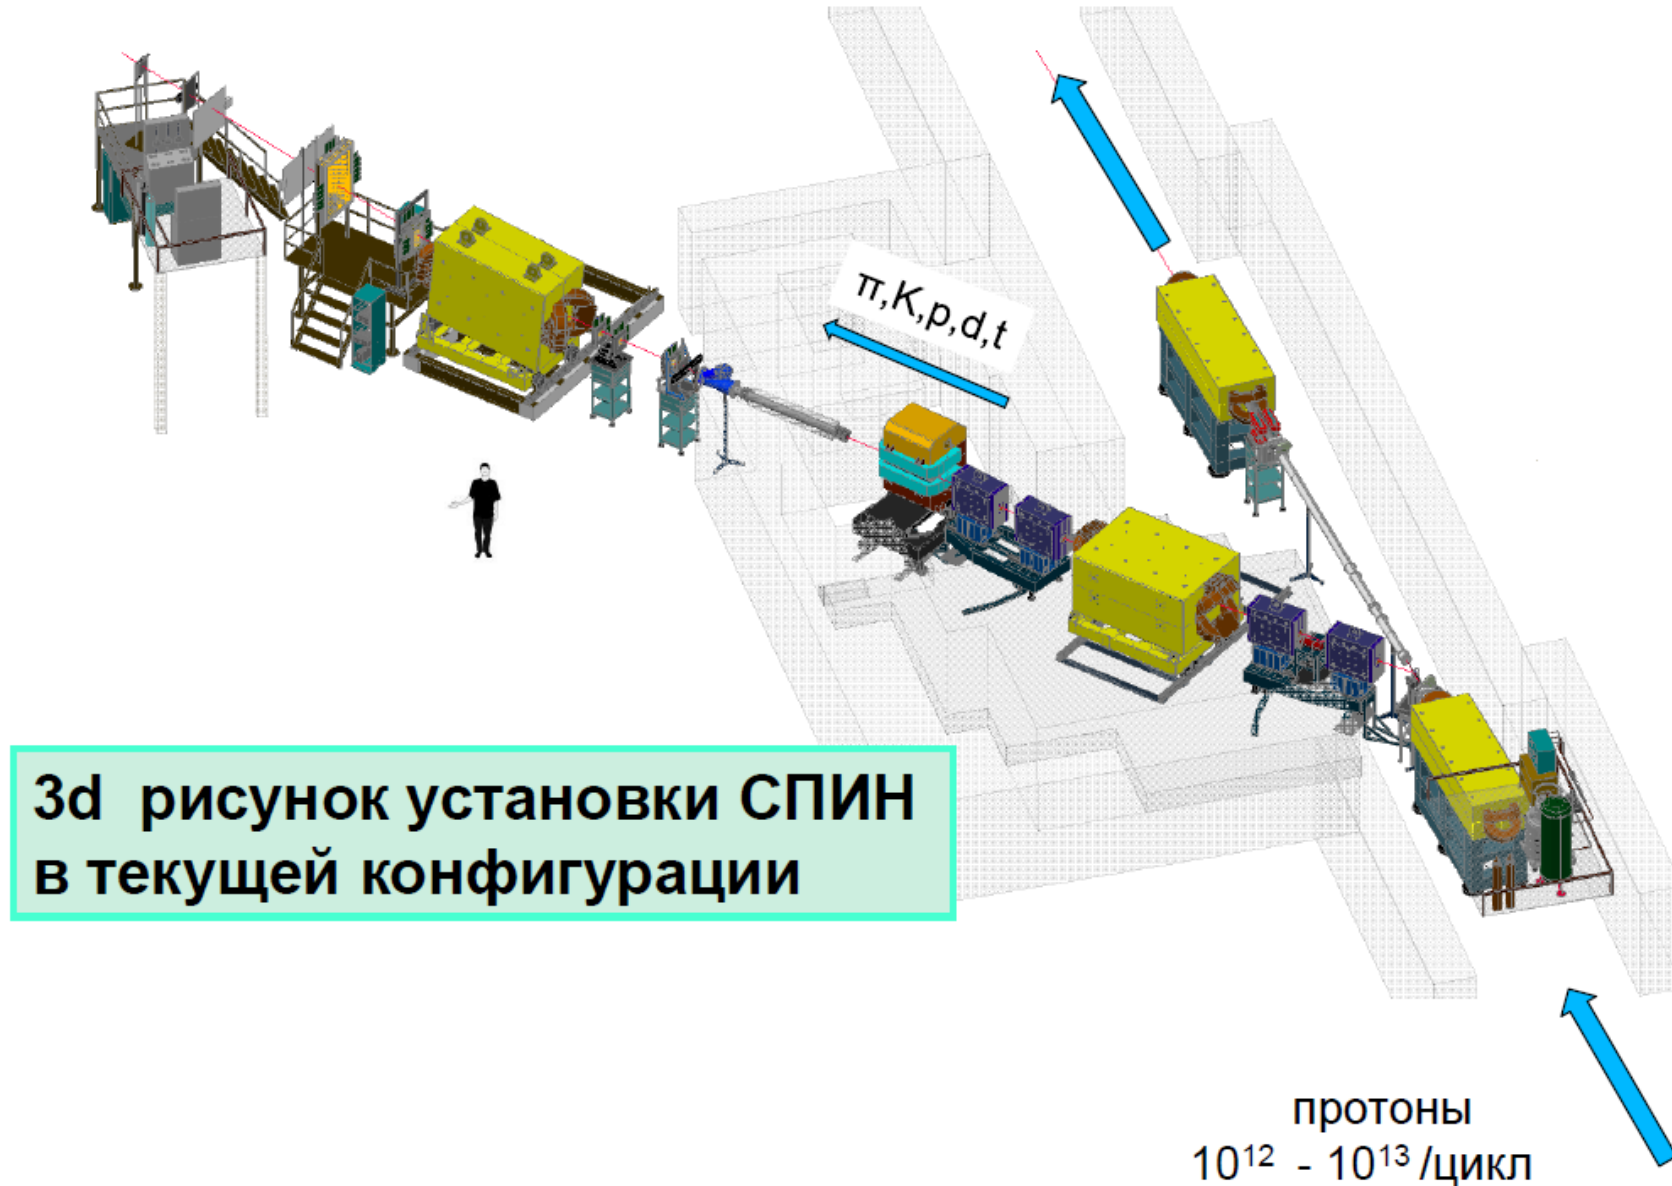 π,K,p,d,t
3d рисунок установки СПИН
в текущей конфигурации
протоны
10¹² - 10¹³ /цикл